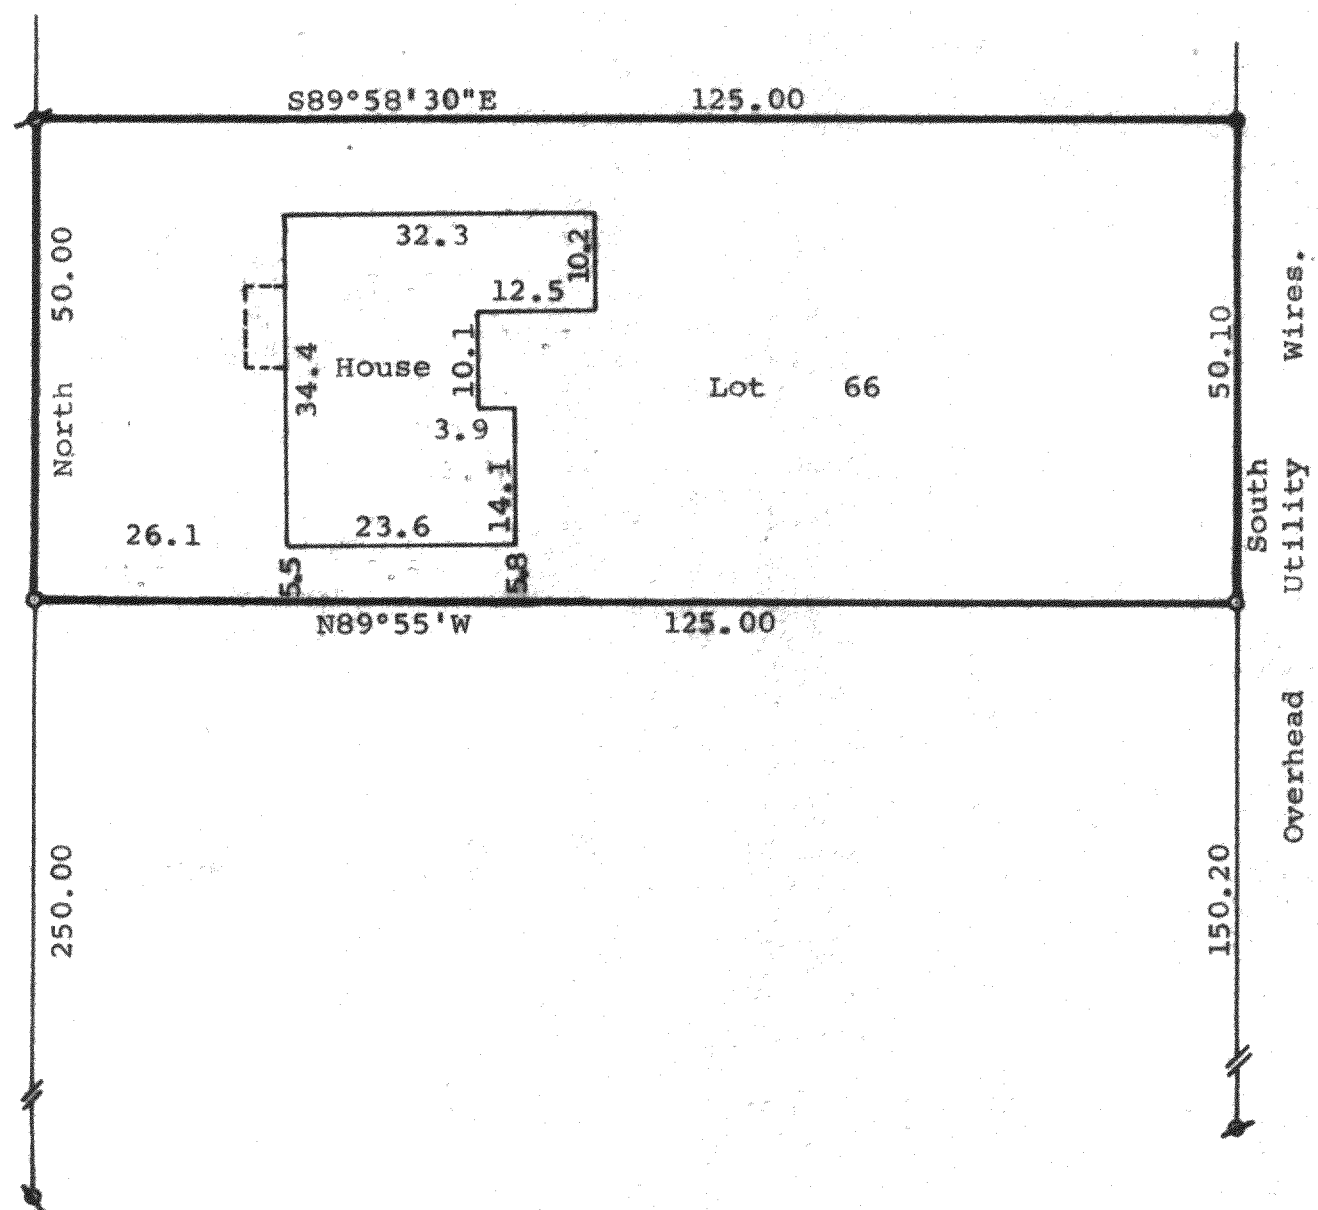 S89°58'30"E 125.00
North 50.00
32.3
10.2
12.5
10.1
34.4
House
3.9
14.1
23.6
26.1
5.5
5.8
Lot 66
50.10
South
Overhead Utility Wires.
N89°55'W 125.00
250.00
150.20